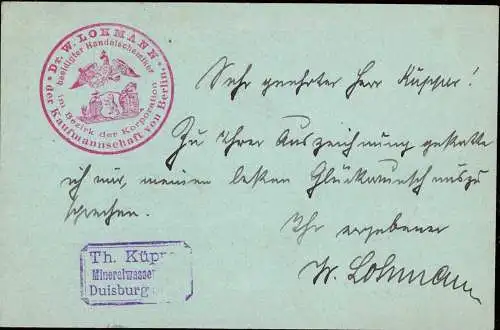 Dr. W. LOHMANN
beeidigter Handelschemiker
im Bezirk der Korporation
der Kaufmannschaft von Berlin
Sehr geehrter Herr Küpper!
Zu Ihrer Auszeichnung gestatte
ich mir, meinen besten Glückwunsch auszu
sprechen.
Ihr ergebener
W. Lohmann
Th. Küpp
Mineralwasser
Duisburg